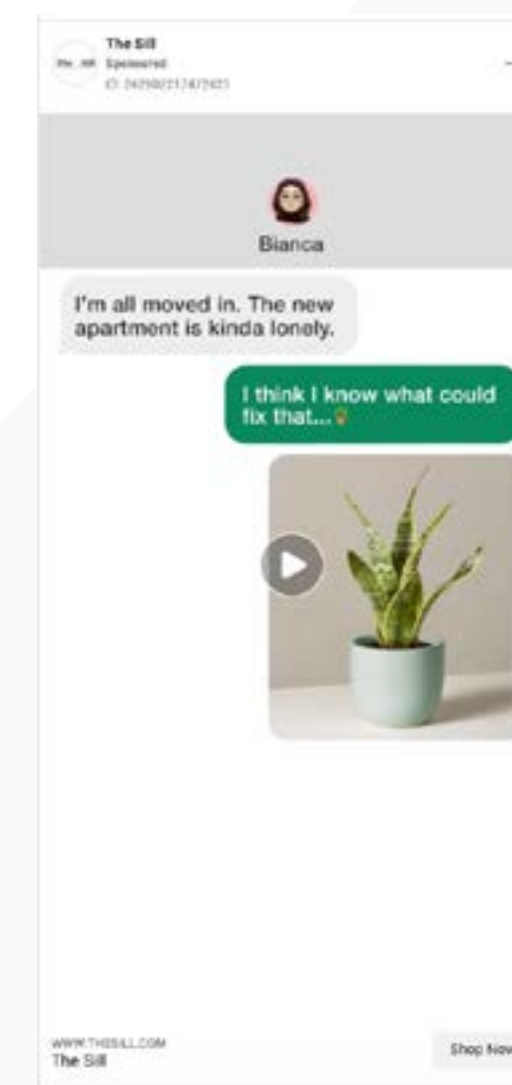 The Sill
Sponsored
Bianca
I'm all moved in. The new
apartment is kinda lonely.
I think I know what could
fix that...
WWW.THESILL.COM
The Sill
Shop Now